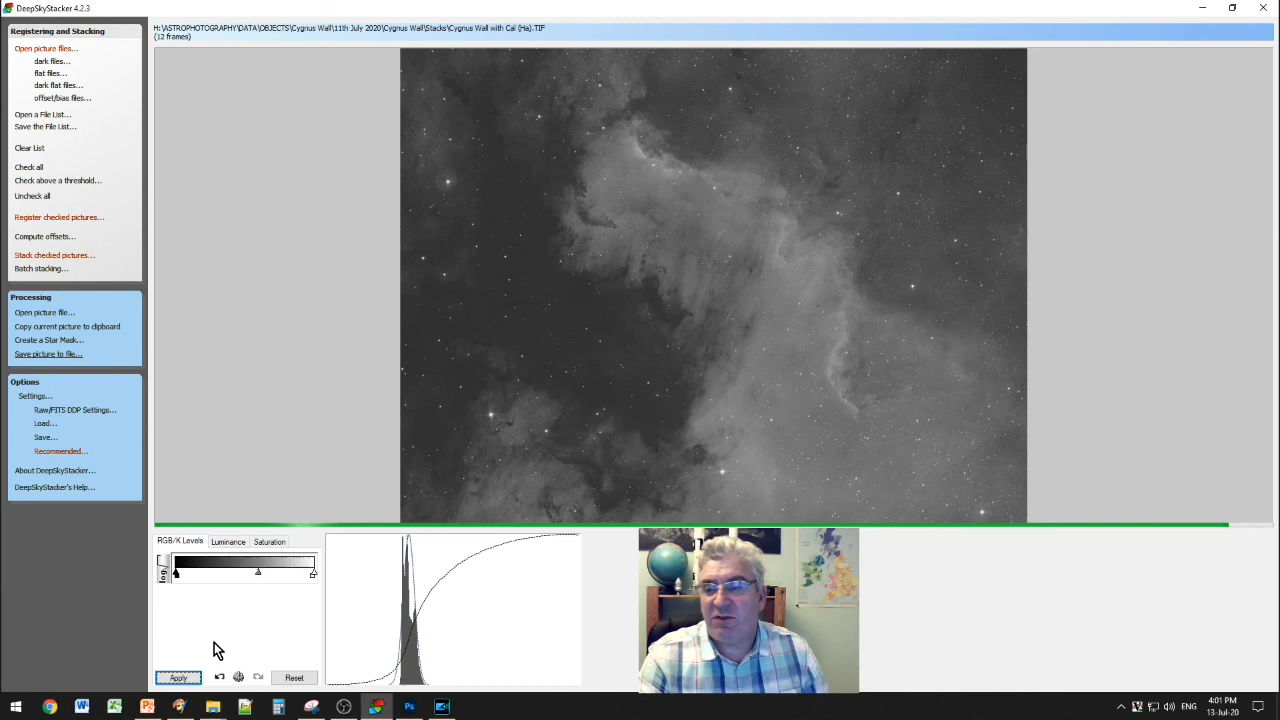 DeepSkyStacker 4.2.3
Registering and Stacking
Open picture files...
dark files...
flat files...
dark flat files...
offset/bias files...
Open a File List...
Save the File List...
Clear List
Check all
Check above a threshold...
Uncheck all
Register checked pictures...
Compute offsets...
Stack checked pictures...
Batch stacking...
Processing
Open picture file...
Copy current picture to clipboard
Create a Star Mask...
Save picture to file...
Options
Settings...
Raw/FITS DDP Settings...
Load...
Save...
Recommended...
About DeepSkyStacker...
DeepSkyStacker's Help...
H:\ASTROPHOTOGRAPHY\DATA\OBJECTS\Cygnus Wall\11th July 2020\Cygnus Wall\Stacks\Cygnus Wall with Cal (Ha).TIF
(12 frames)
RGB/K Levels
Luminance
Saturation
log
Apply
Reset
ENG
4:01 PM
13-Jul-20